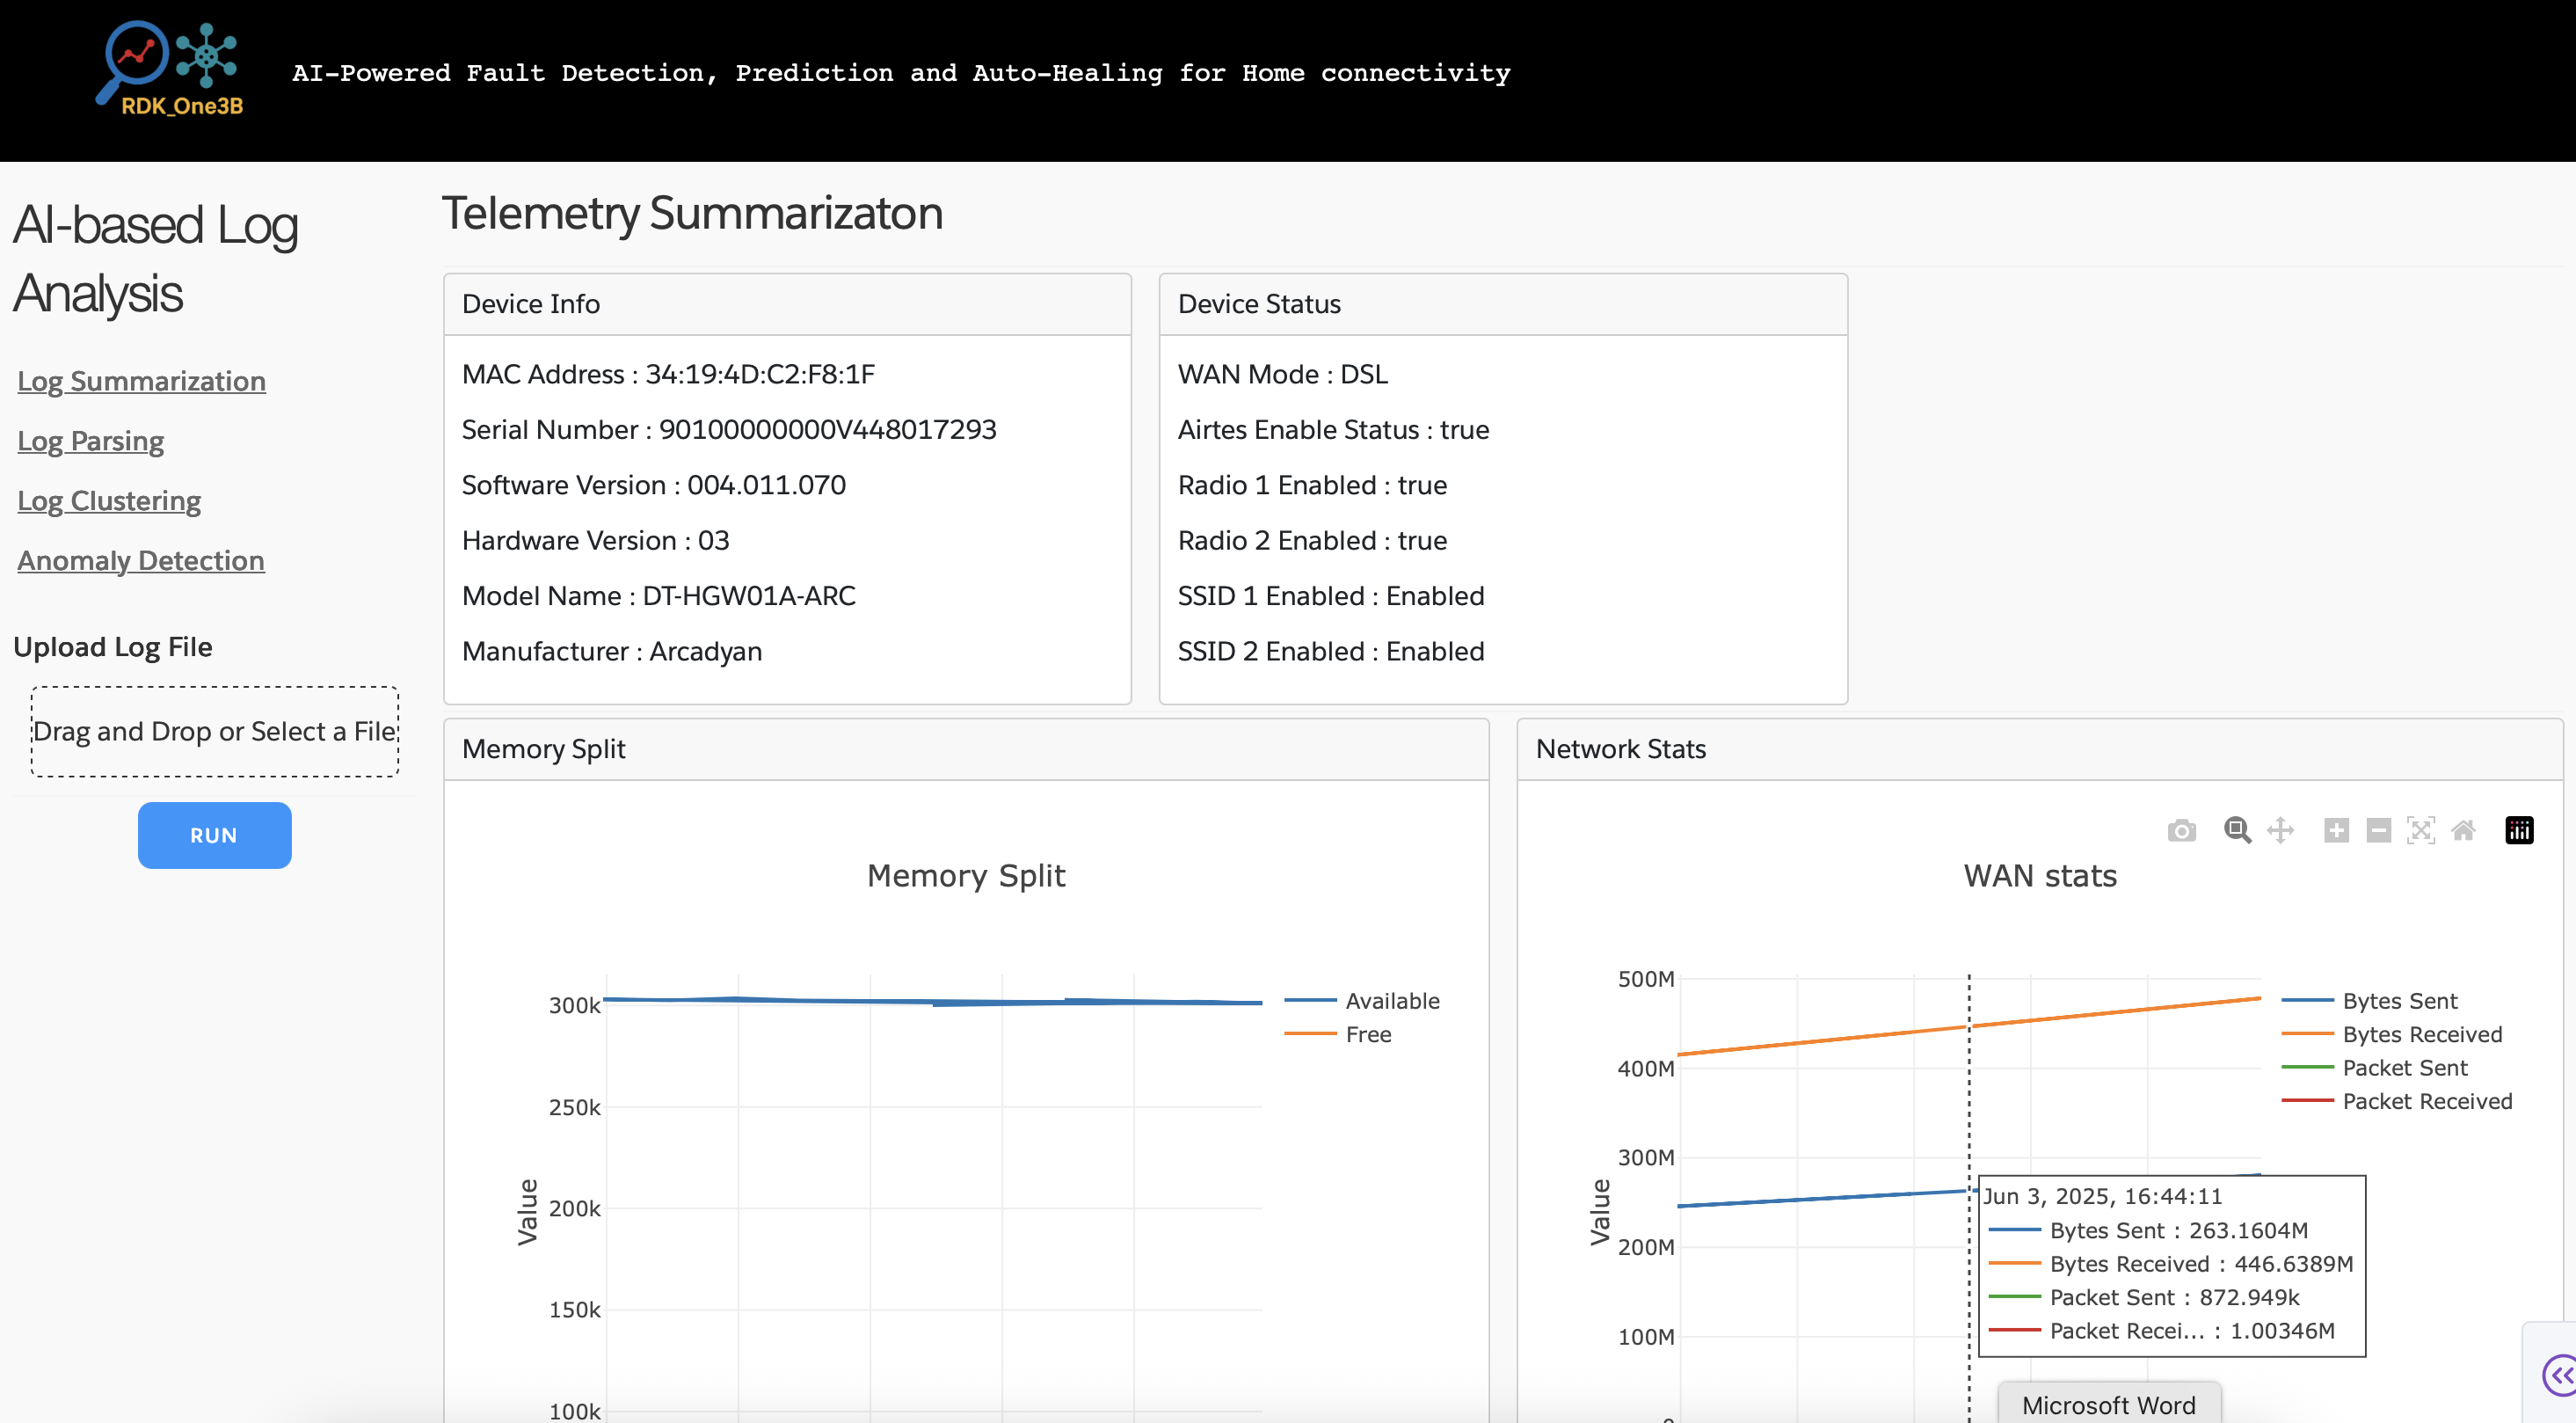 RDK_One3B
AI-Powered Fault Detection, Prediction and Auto-Healing for Home connectivity
AI-based Log
Analysis
Log Summarization
Log Parsing
Log Clustering
Anomaly Detection
Upload Log File
Drag and Drop or Select a File
RUN
Telemetry Summarizaton
Device Info
MAC Address : 34:19:4D:C2:F8:1F
Serial Number : 90100000000V448017293
Software Version : 004.011.070
Hardware Version : 03
Model Name : DT-HGW01A-ARC
Manufacturer : Arcadyan
Device Status
WAN Mode : DSL
Airtes Enable Status : true
Radio 1 Enabled : true
Radio 2 Enabled : true
SSID 1 Enabled : Enabled
SSID 2 Enabled : Enabled
Memory Split
Memory Split
300k
250k
200k
150k
100k
Value
Available
Free
Network Stats
WAN stats
500M
400M
300M
200M
100M
Value
Bytes Sent
Bytes Received
Packet Sent
Packet Received
Jun 3, 2025, 16:44:11
Bytes Sent : 263.1604M
Bytes Received : 446.6389M
Packet Sent : 872.949k
Packet Recei... : 1.00346M
Microsoft Word